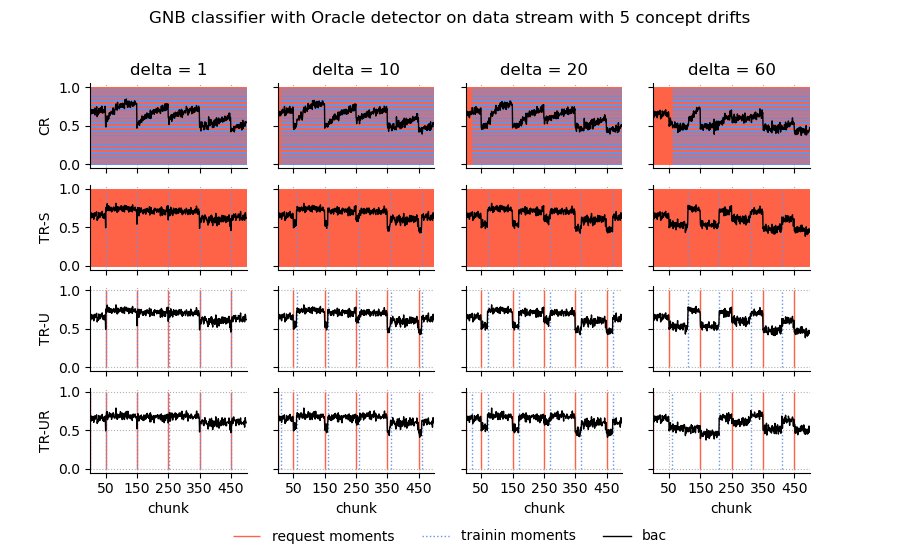 GNB classifier with Oracle detector on data stream with 5 concept drifts
delta = 1 delta = 10 delta = 20 delta = 60
1.0
CR
0.5
0.0
1.0
TR-S
0.5
0.0
1.0
TR-U
0.5
0.0
1.0
TR-UR
0.5
0.0
50 150 250 350 450 50 150 250 350 450 50 150 250 350 450 50 150 250 350 450
chunk chunk chunk chunk
request moments trainin moments bac